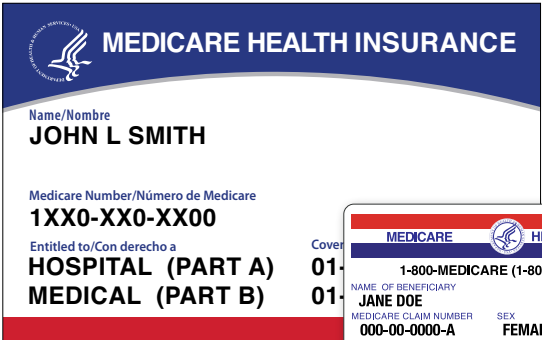 MEDICARE HEALTH INSURANCE
Name/Nombre
JOHN L SMITH
Medicare Number/Número de Medicare
1XX0-XX0-XX00
Entitled to/Con derecho a
HOSPITAL (PART A) 01-
MEDICAL (PART B) 01-
MEDICARE
1-800-MEDICARE (1-80
NAME OF BENEFICIARY
JANE DOE
MEDICARE CLAIM NUMBER SEX
000-00-0000-A